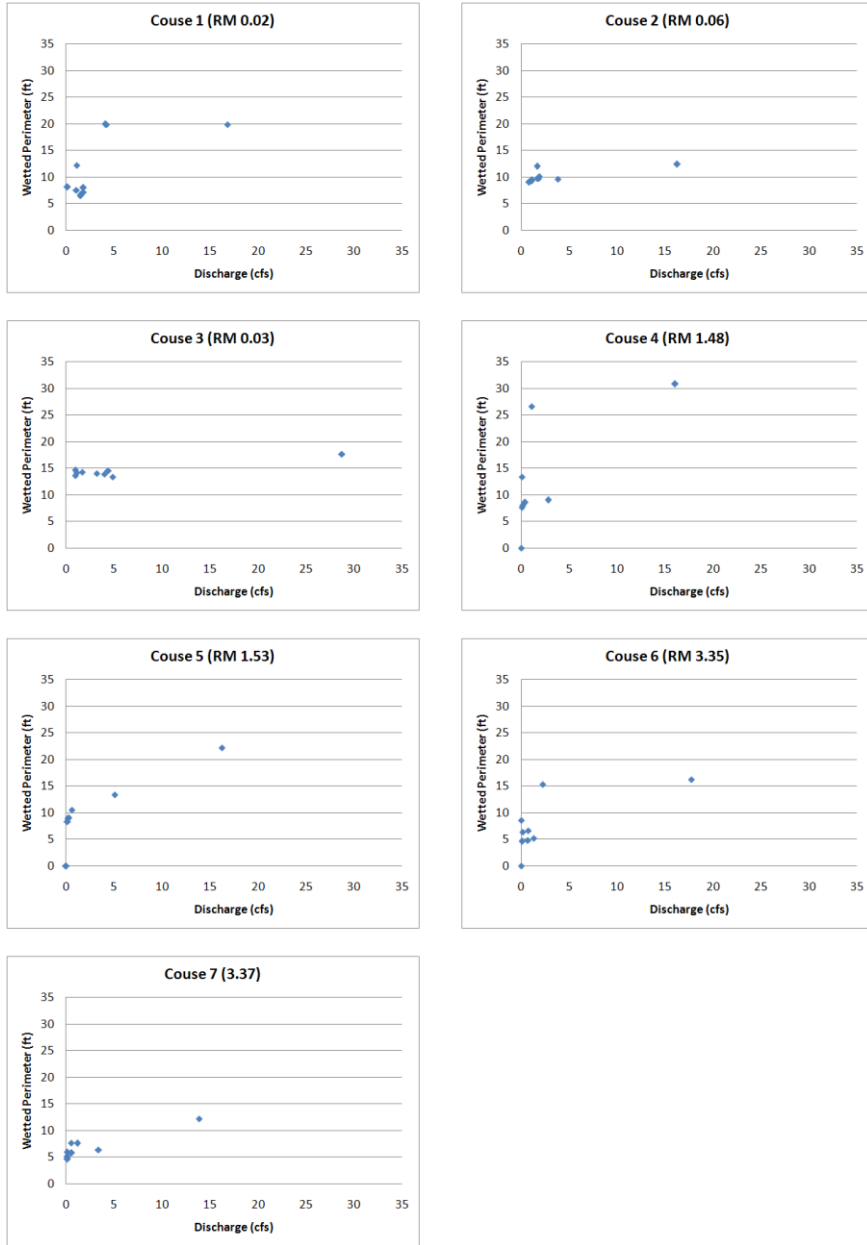 Couse 1 (RM 0.02)
Wetted Perimeter (ft)
35
30
25
20
15
10
5
0
0 5 10 15 20 25 30 35
Discharge (cfs)
Couse 2 (RM 0.06)
Wetted Perimeter (ft)
35
30
25
20
15
10
5
0
0 5 10 15 20 25 30 35
Discharge (cfs)
Couse 3 (RM 0.03)
Wetted Perimeter (ft)
35
30
25
20
15
10
5
0
0 5 10 15 20 25 30 35
Discharge (cfs)
Couse 4 (RM 1.48)
Wetted Perimeter (ft)
35
30
25
20
15
10
5
0
0 5 10 15 20 25 30 35
Discharge (cfs)
Couse 5 (RM 1.53)
Wetted Perimeter (ft)
35
30
25
20
15
10
5
0
0 5 10 15 20 25 30 35
Discharge (cfs)
Couse 6 (RM 3.35)
Wetted Perimeter (ft)
35
30
25
20
15
10
5
0
0 5 10 15 20 25 30 35
Discharge (cfs)
Couse 7 (3.37)
Wetted Perimeter (ft)
35
30
25
20
15
10
5
0
0 5 10 15 20 25 30 35
Discharge (cfs)